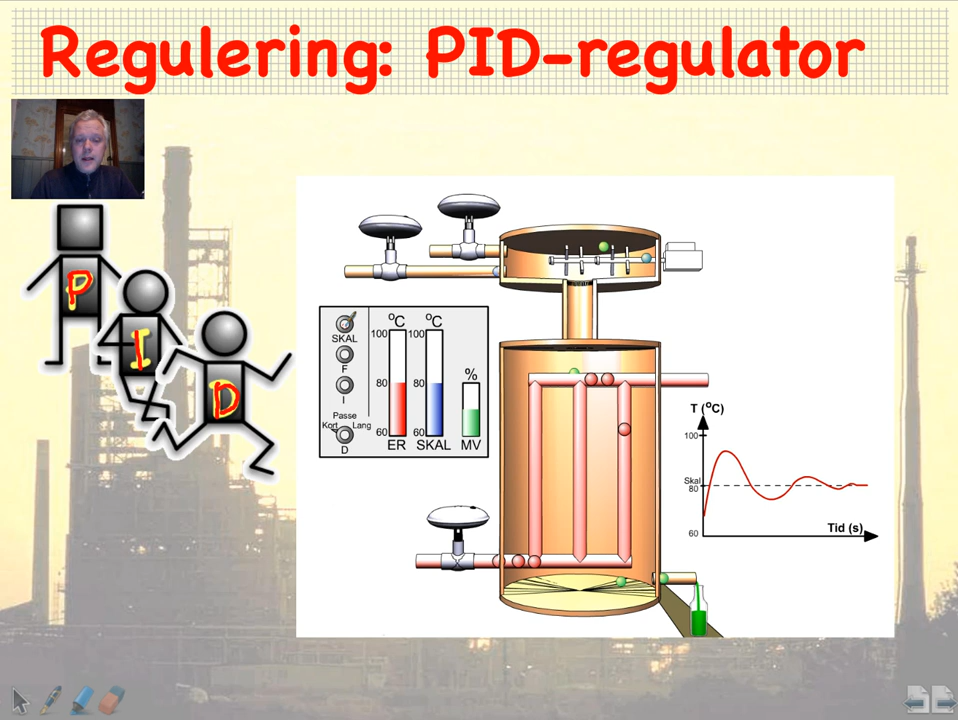 Regulering: PID-regulator
P
I
D
SKAL
F
I
Passe
Kort Lang
D
°C °C
100 100
80 80
60 60
%
ER SKAL MV
T (°C)
100
Skal
80
60
Tid (s)